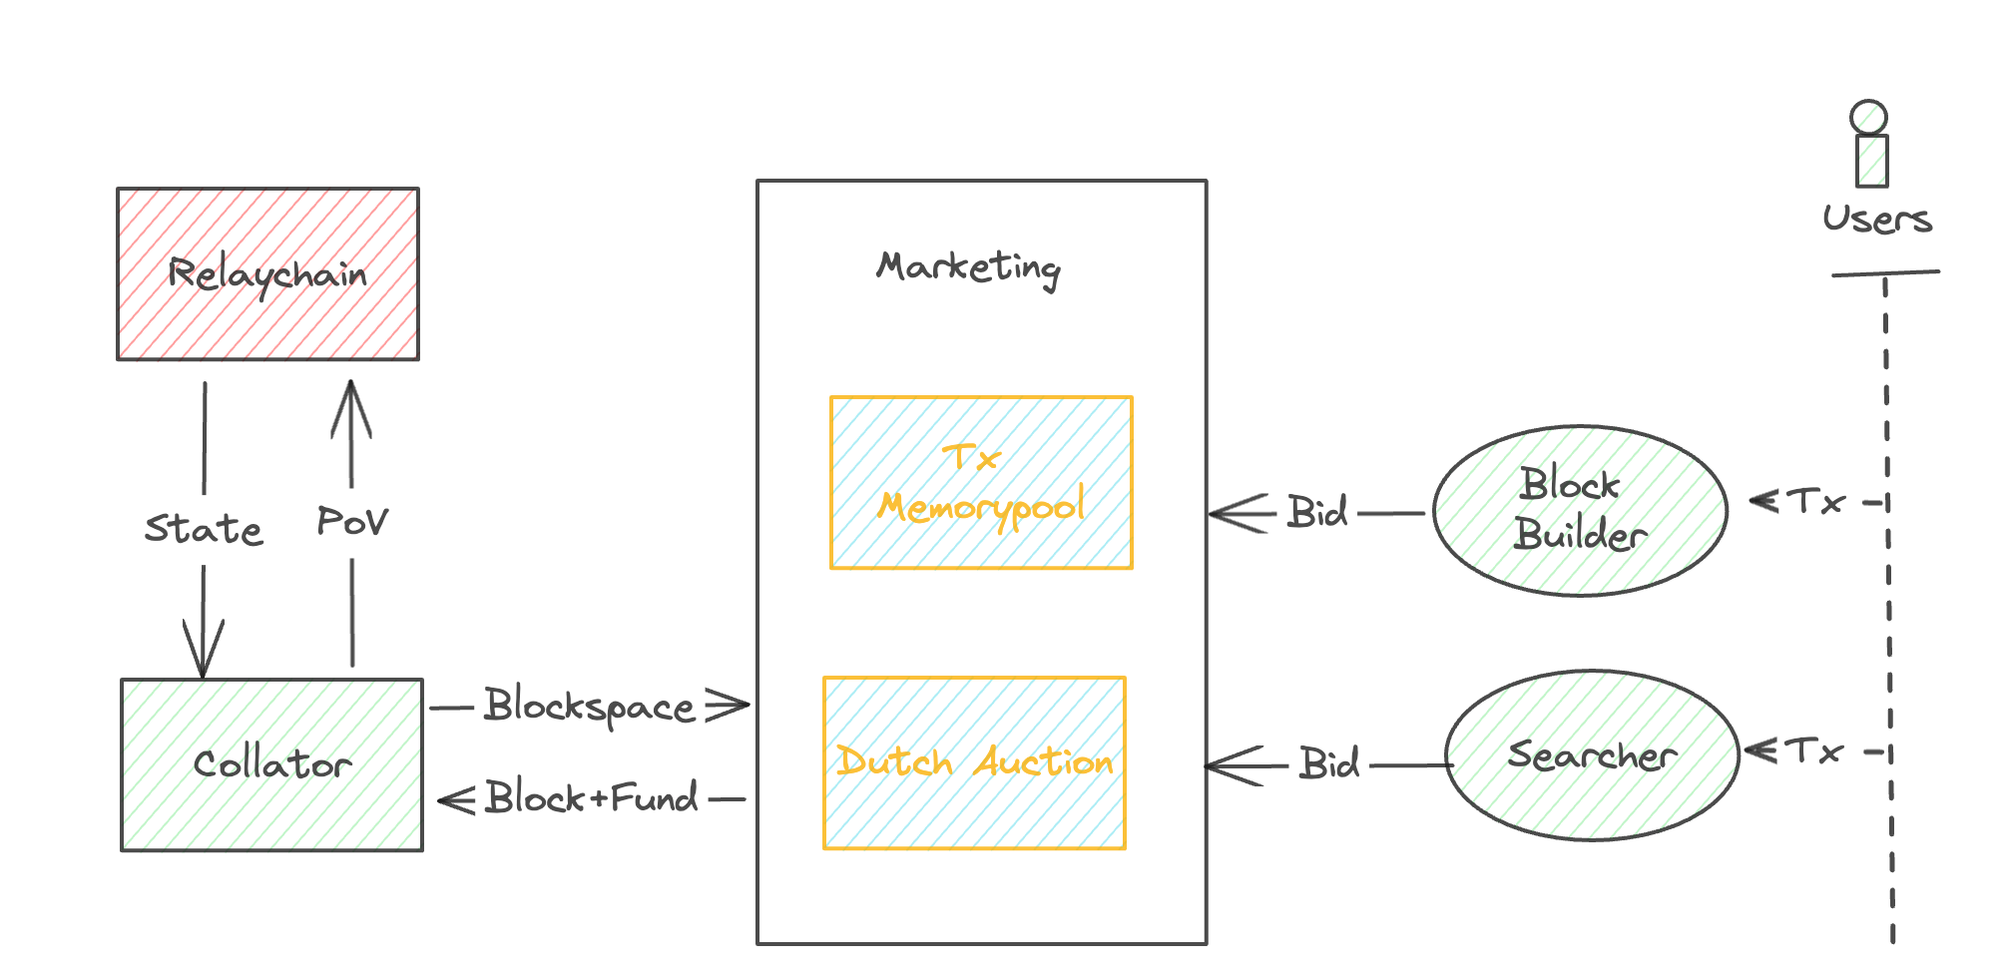 Users
Relaychain
Marketing
Tx
Memorypool
Block
Builder
Tx
Bid
State
PoV
Blockspace
Collator
Dutch Auction
Bid
Searcher
Tx
Block+Fund